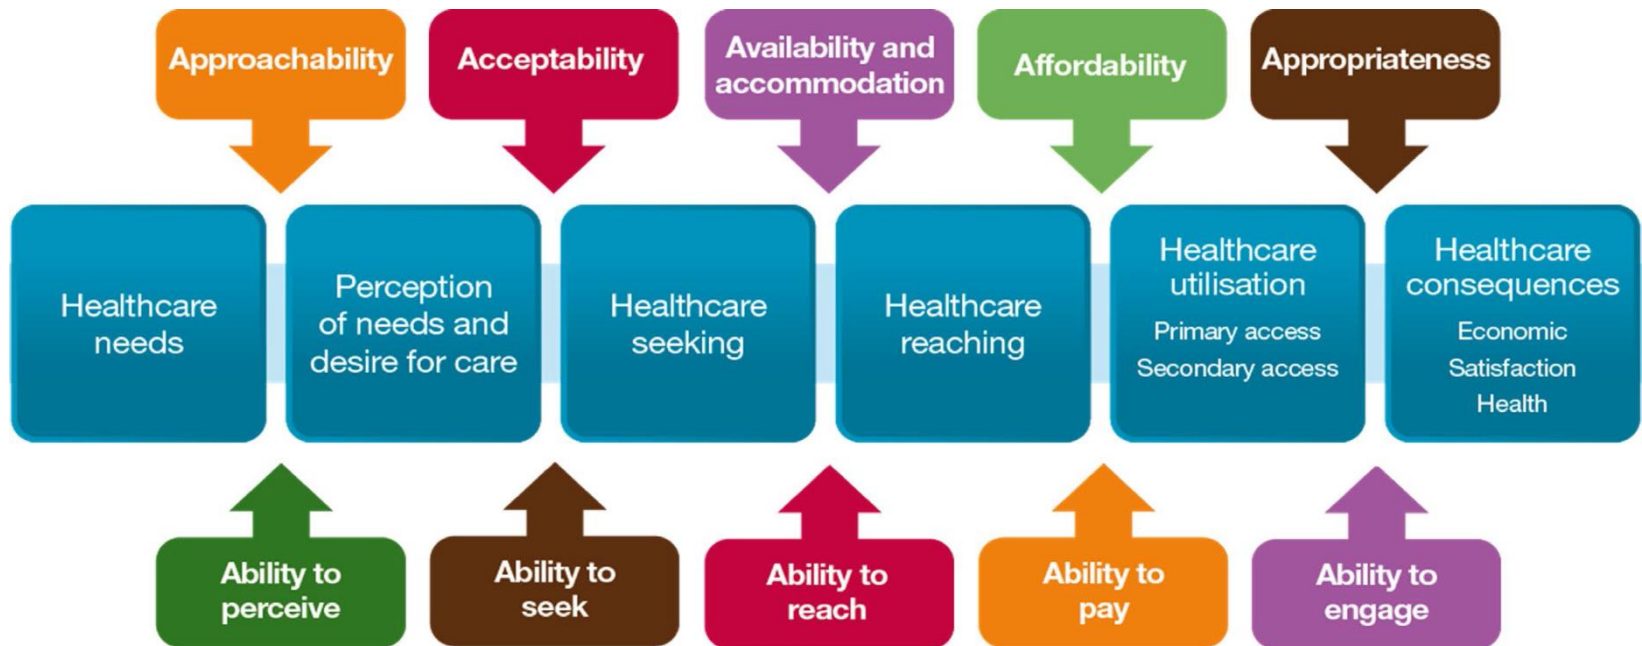 Approachability
Acceptability
Availability and
accommodation
Affordability
Appropriateness
Healthcare
needs
Perception
of needs and
desire for care
Healthcare
seeking
Healthcare
reaching
Healthcare
utilisation
Primary access
Secondary access
Healthcare
consequences
Economic
Satisfaction
Health
Ability to
perceive
Ability to
seek
Ability to
reach
Ability to
pay
Ability to
engage